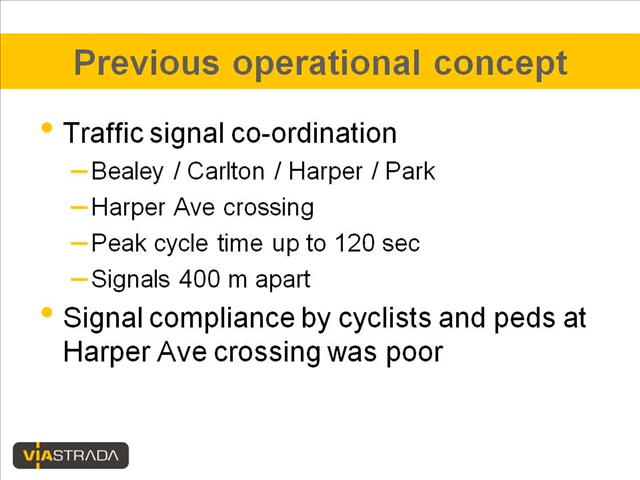 Previous operational concept
• Traffic signal co-ordination
– Bealey / Carlton / Harper / Park
– Harper Ave crossing
– Peak cycle time up to 120 sec
– Signals 400 m apart
• Signal compliance by cyclists and peds at
Harper Ave crossing was poor
VIASTRADA